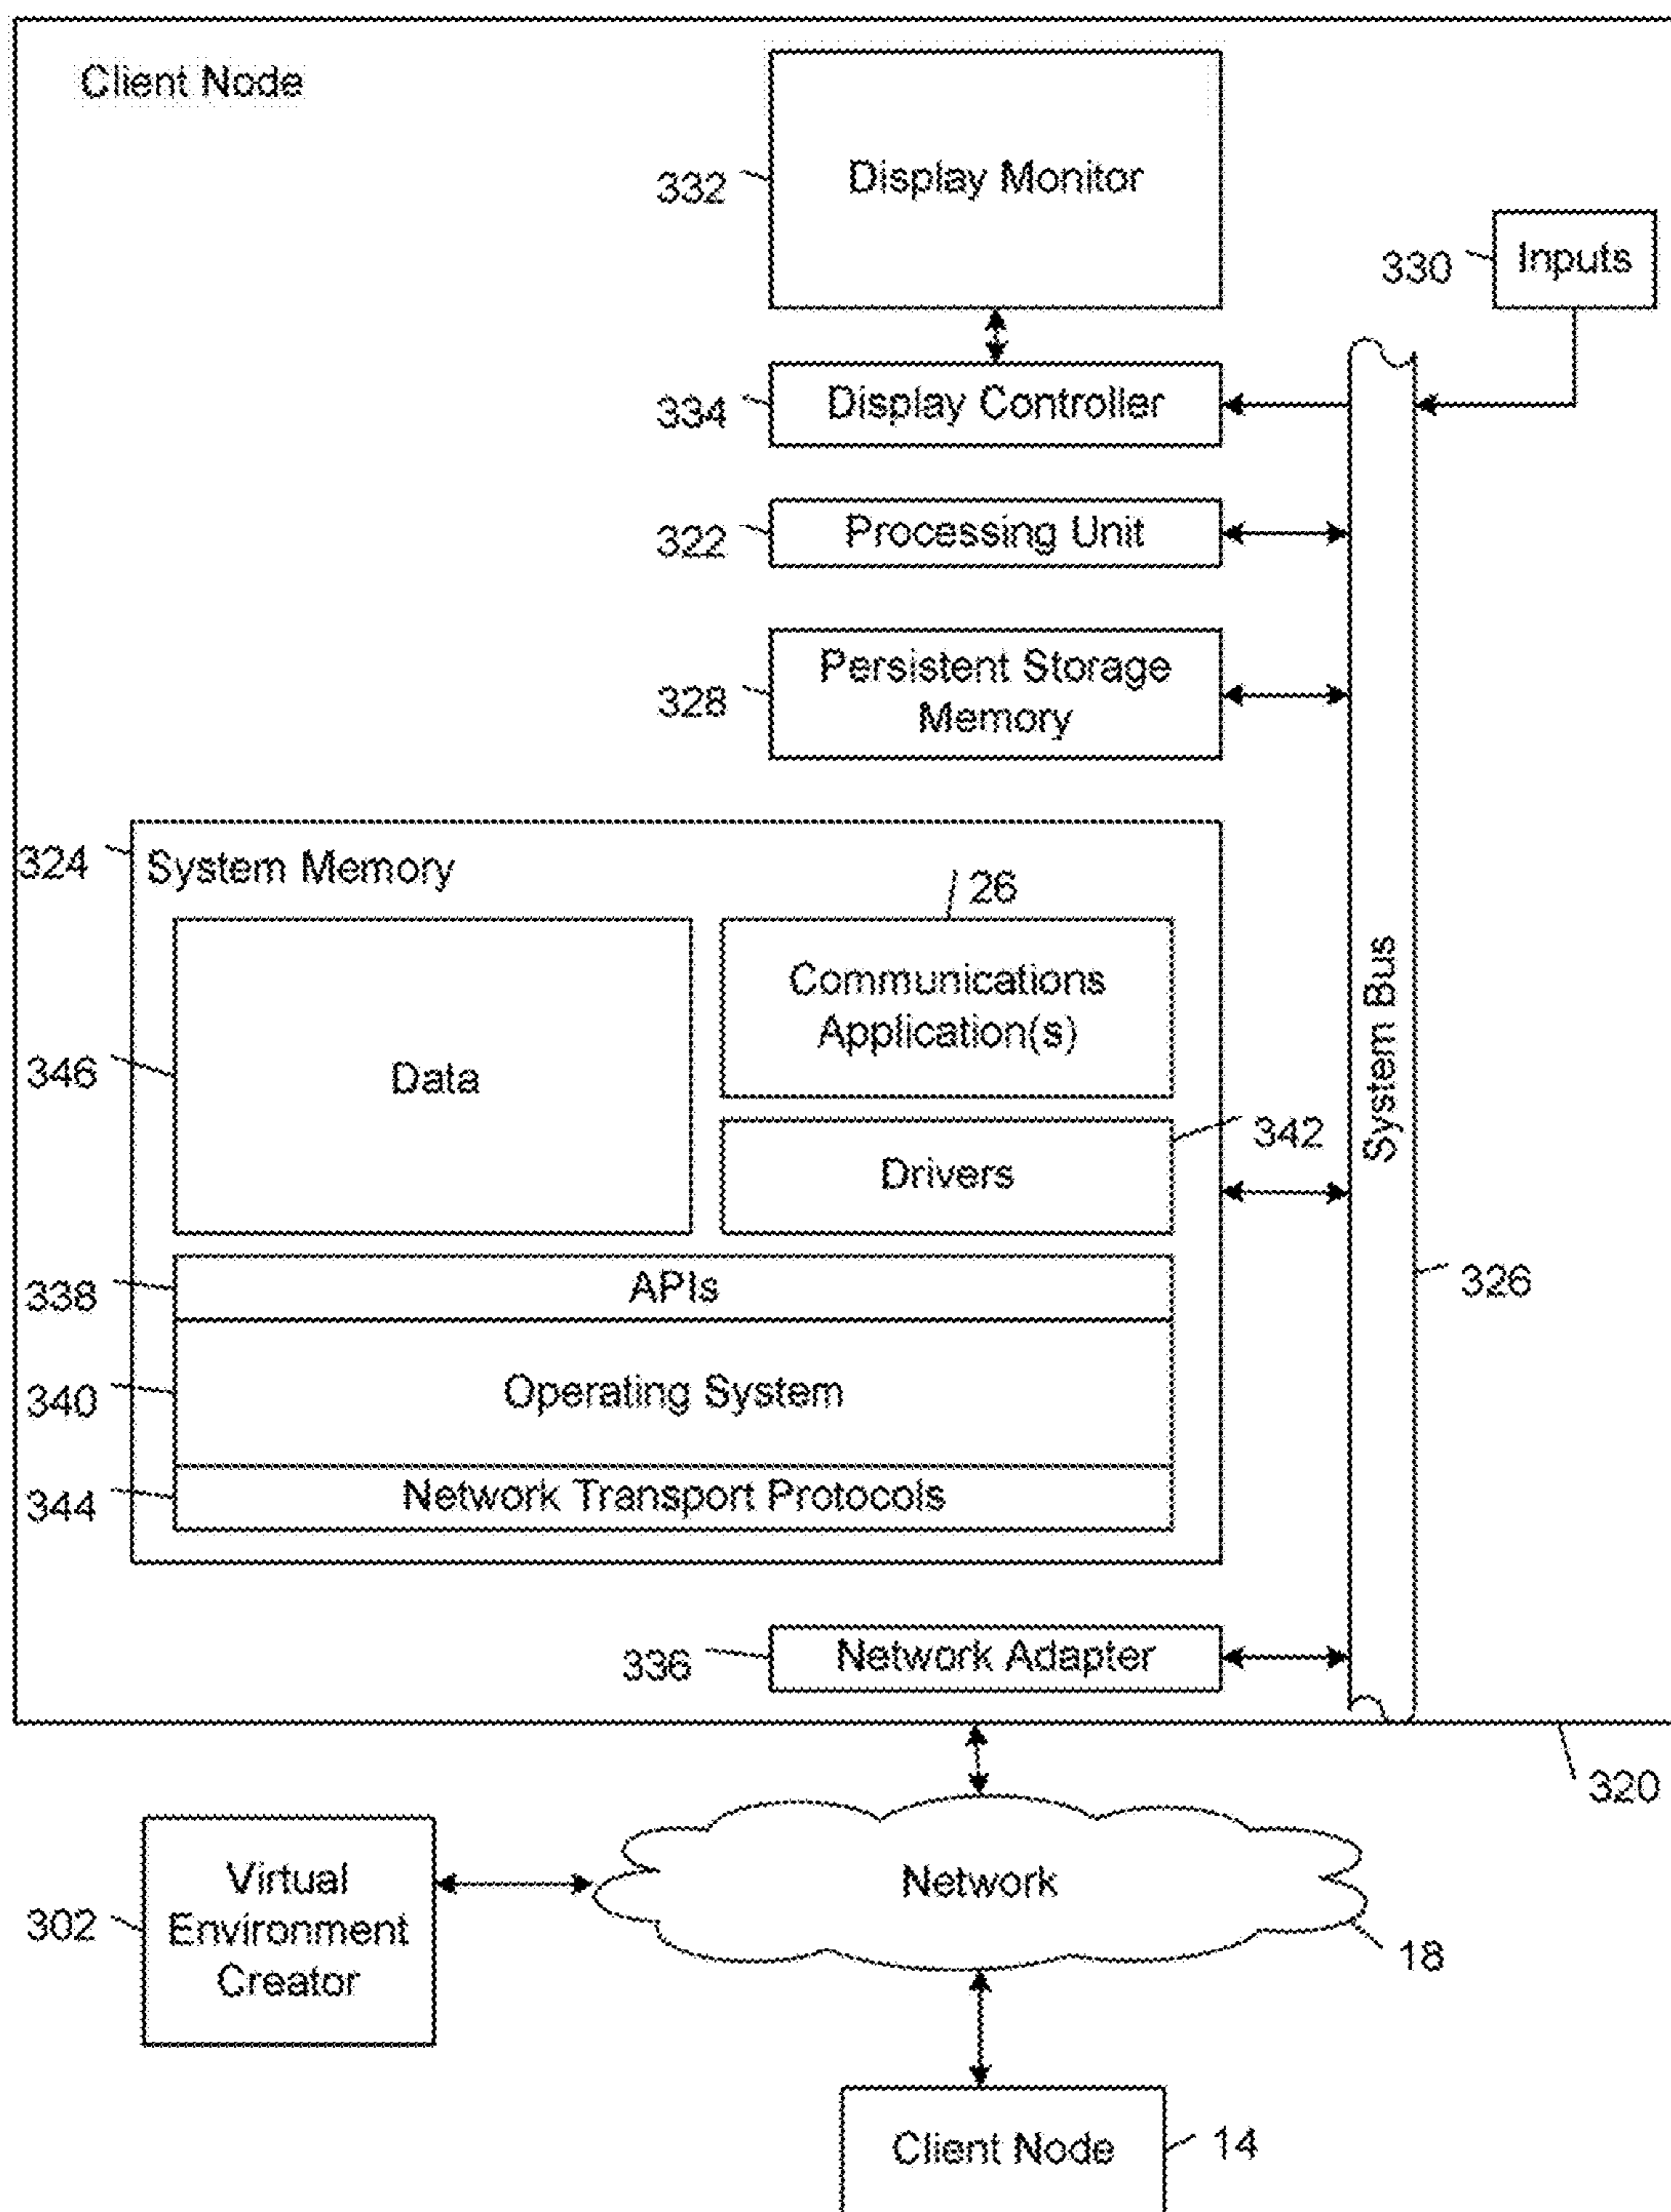 Client Node
332
Display Monitor
330
Inputs
334
Display Controller
322
Processing Unit
328
Persistent Storage
Memory
324
System Memory
26
346
Data
Communications
Application(s)
342
Drivers
System Bus
338
APIs
326
340
Operating System
344
Network Transport Protocols
336
Network Adapter
320
302
Virtual
Environment
Creator
Network
18
Client Node
14